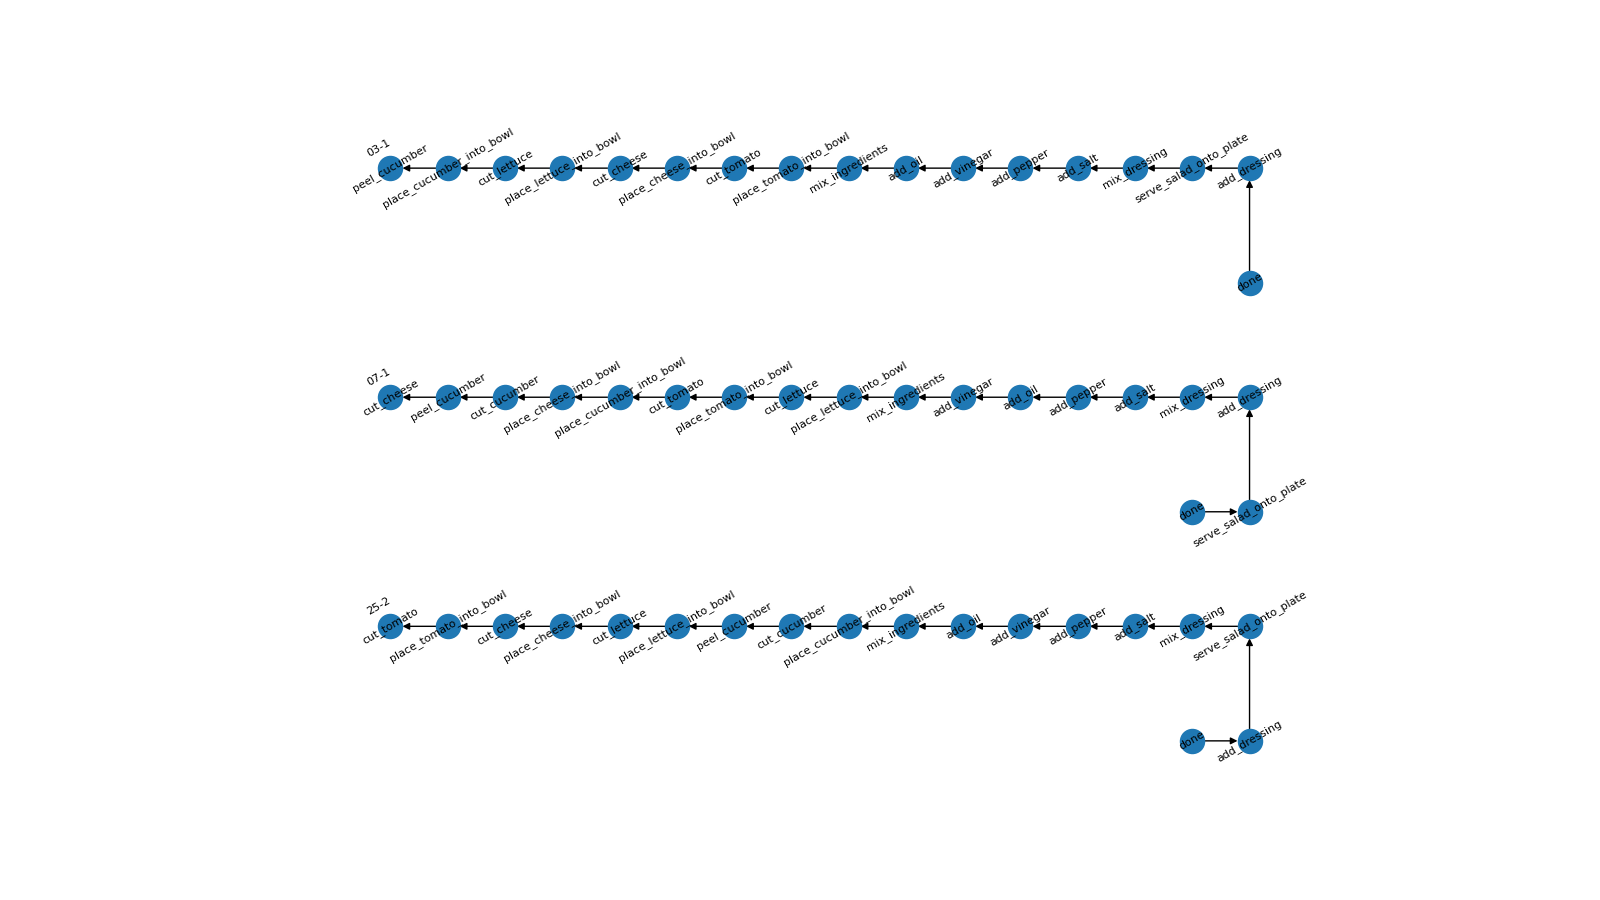 03-1
peel_cucumber place_cucumber_into_bowl cut_lettuce place_lettuce_into_bowl cut_cheese place_cheese_into_bowl cut_tomato place_tomato_into_bowl mix_ingredients add_oil add_vinegar add_pepper add_salt mix_dressing serve_salad_onto_plate add_dressing
done
07-1
cut_cheese peel_cucumber cut_cucumber place_cheese_into_bowl place_cucumber_into_bowl cut_tomato place_tomato_into_bowl cut_lettuce place_lettuce_into_bowl mix_ingredients add_vinegar add_oil add_pepper add_salt mix_dressing add_dressing
done serve_salad_onto_plate
25-2
cut_tomato place_tomato_into_bowl cut_cheese place_cheese_into_bowl cut_lettuce place_lettuce_into_bowl peel_cucumber cut_cucumber place_cucumber_into_bowl mix_ingredients add_oil add_vinegar add_pepper add_salt mix_dressing serve_salad_onto_plate
done add_dressing